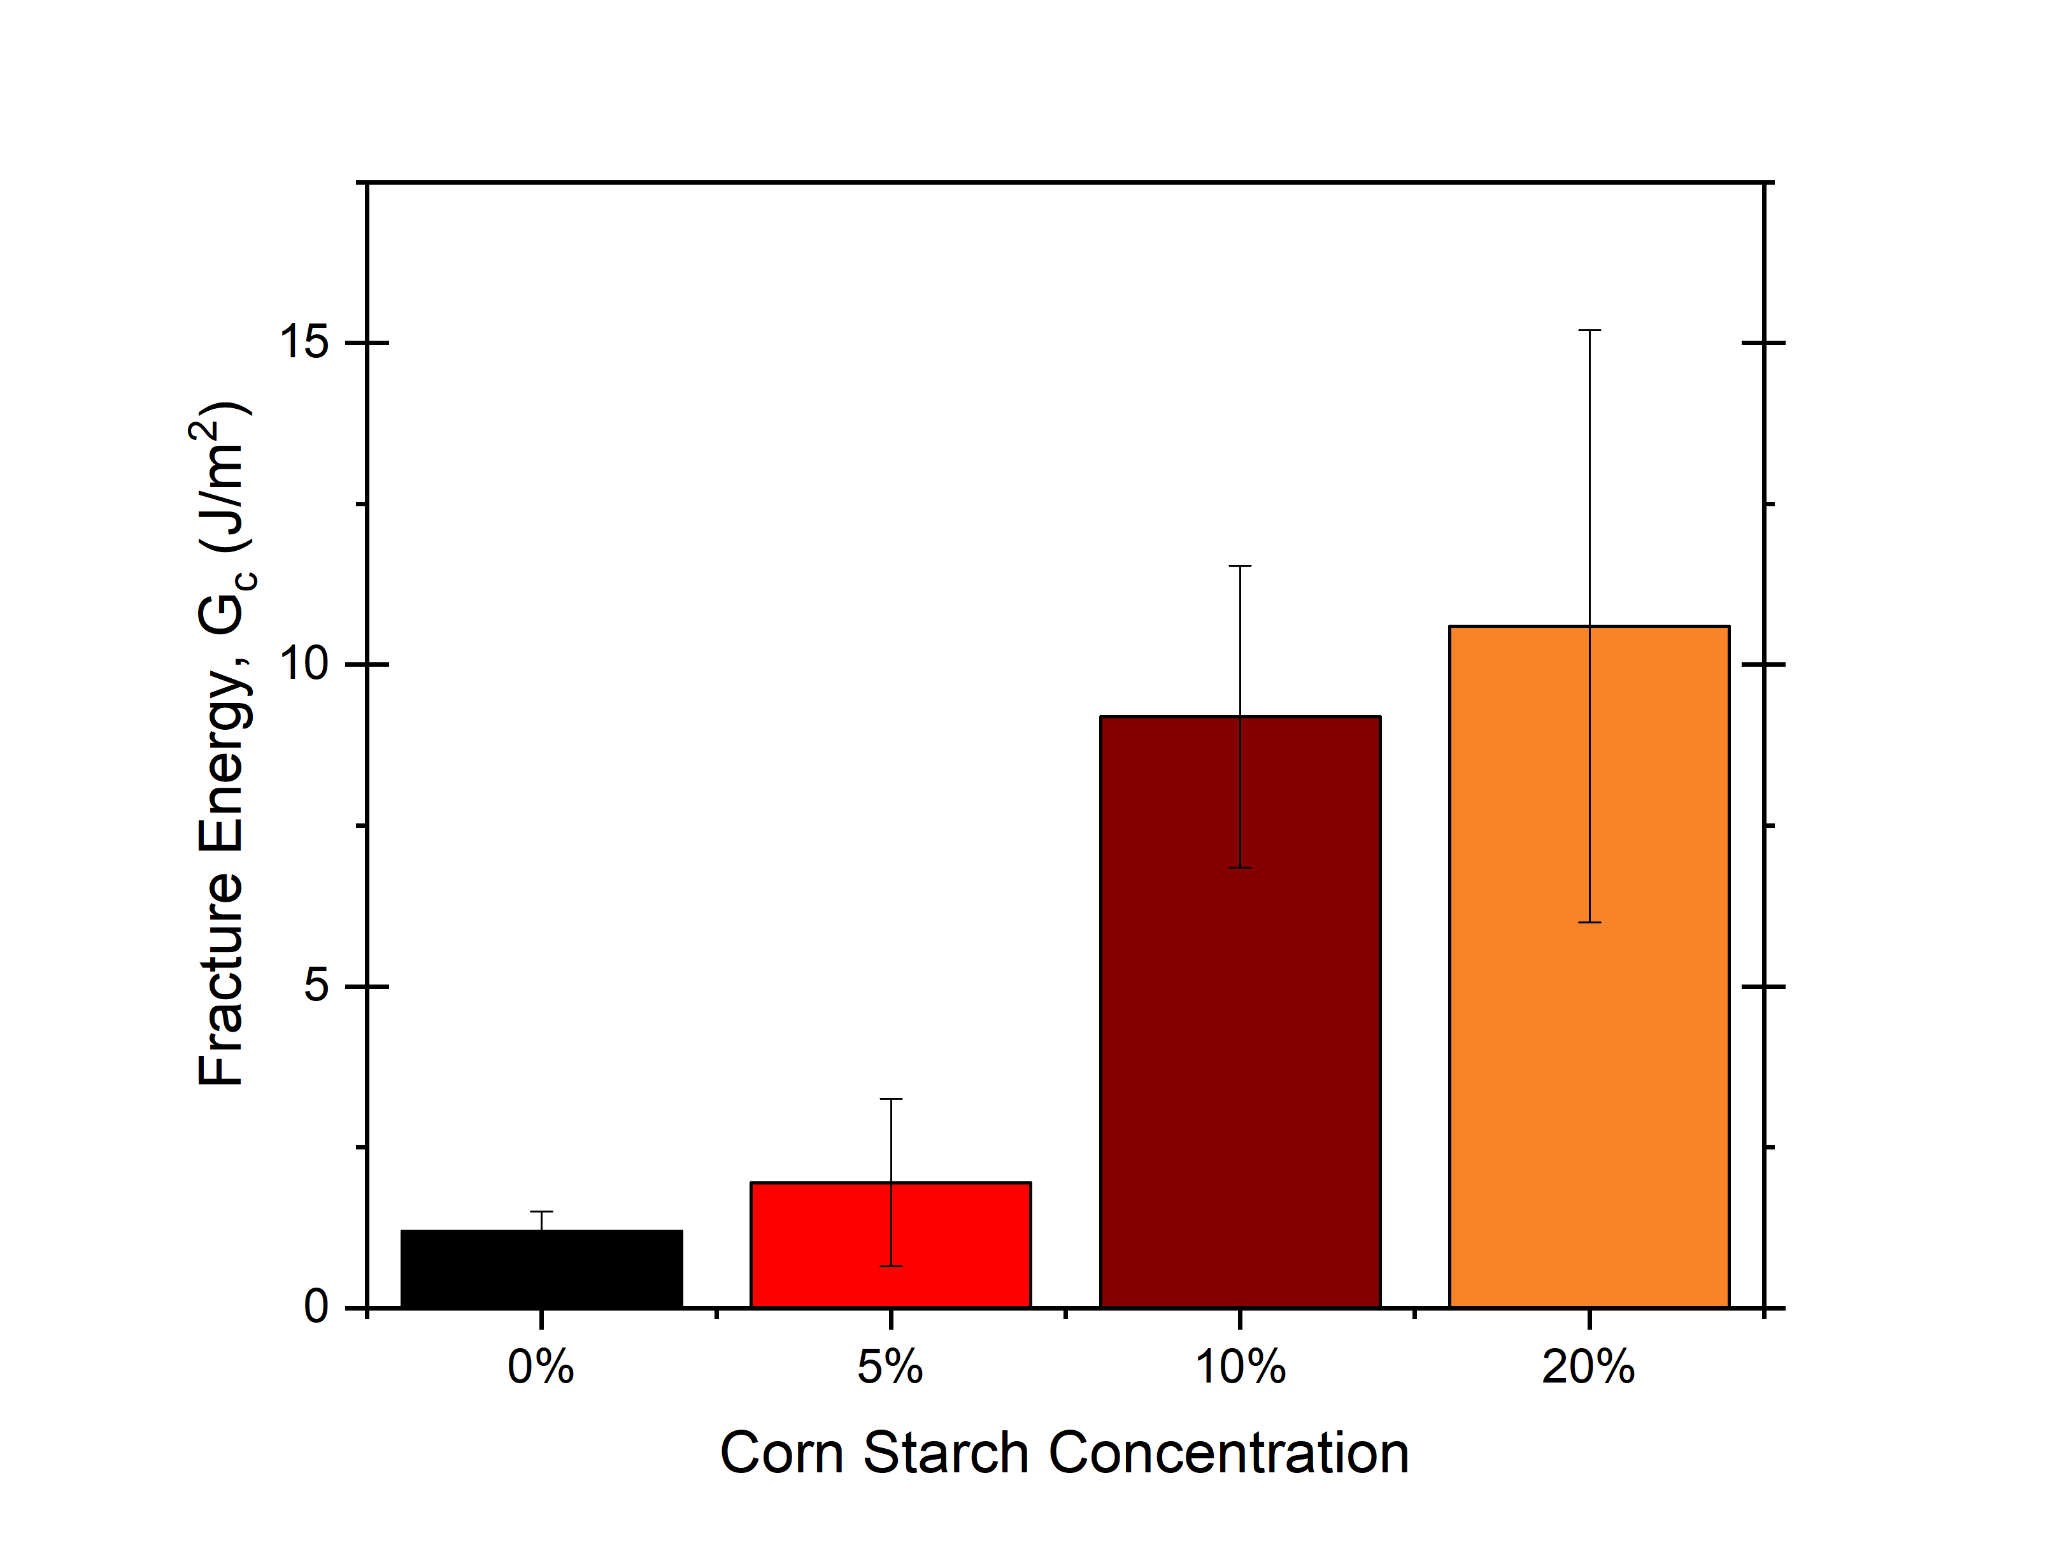 Fracture Energy, Gc (J/m²)
15
10
5
0
0% 5% 10% 20%
Corn Starch Concentration